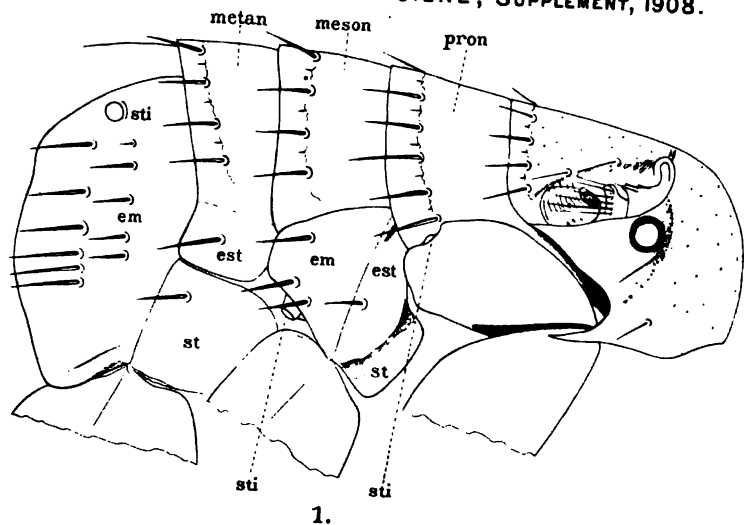 SUPPLEMENT, 1908.
metan meson pron
sti
em
est em est
st
st
sti sti
1.